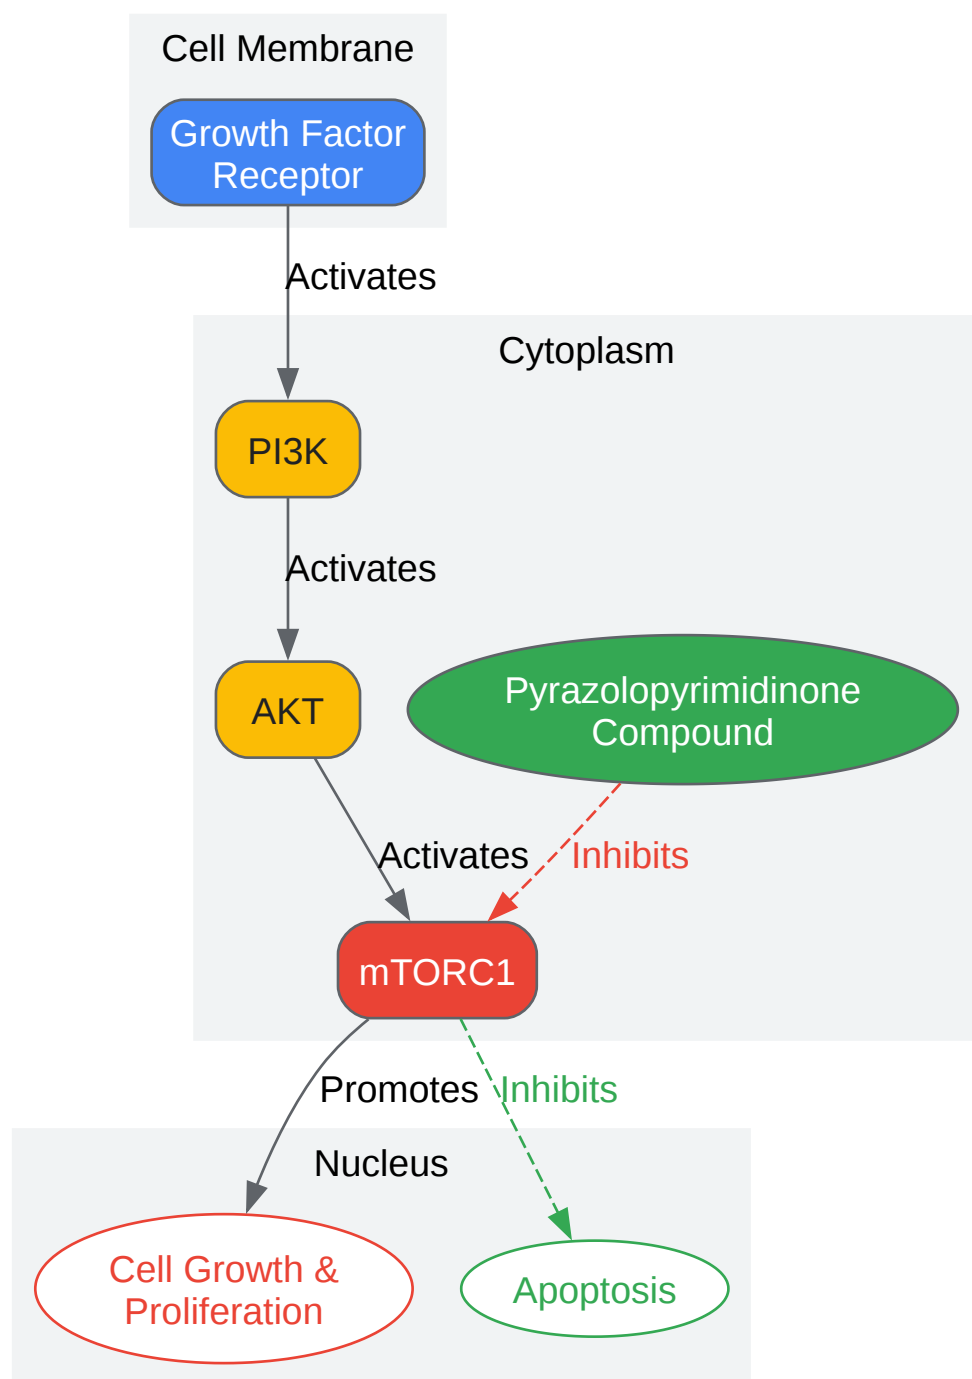 Cell Membrane
Growth Factor
Receptor
Activates
Cytoplasm
PI3K
Activates
AKT
Pyrazolopyrimidinone
Compound
Activates
Inhibits
mTORC1
Promotes
Inhibits
Nucleus
Cell Growth &
Proliferation
Apoptosis